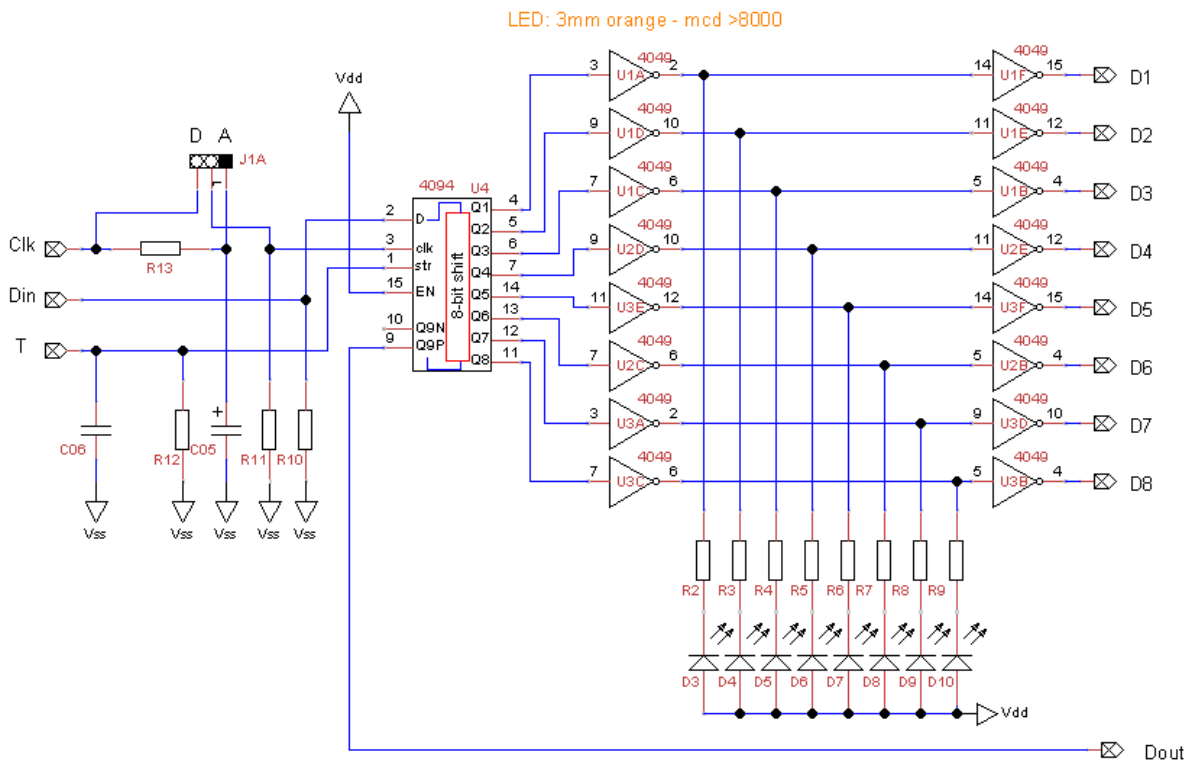 LED: 3mm orange - mcd >8000
Vdd
D A
J1A
Clk
R13
Din
T
C06
R12
C05
+
R11
R10
Vss
Vss
Vss
Vss
Vss
4094
U4
2 D
3 clk
1 str
15 EN
10 Q9N
9 Q9P
8-bit shift
Q1 4
Q2 5
Q3 6
Q4 7
Q5 14
Q6 13
Q7 12
Q8 11
4049
3 U1A 2
4049
14 U1F 15
D1
4049
9 U1D 10
4049
11 U1E 12
D2
4049
7 U1C 6
4049
5 U1B 4
D3
4049
9 U2D 10
4049
11 U2E 12
D4
4049
11 U3E 12
4049
14 U3F 15
D5
4049
7 U2C 6
4049
5 U2B 4
D6
4049
3 U3A 2
4049
9 U3D 10
D7
4049
7 U3C 6
4049
5 U3B 4
D8
R2 R3 R4 R5 R6 R7 R8 R9
D3 D4 D5 D6 D7 D8 D9 D10
Vdd
Dout